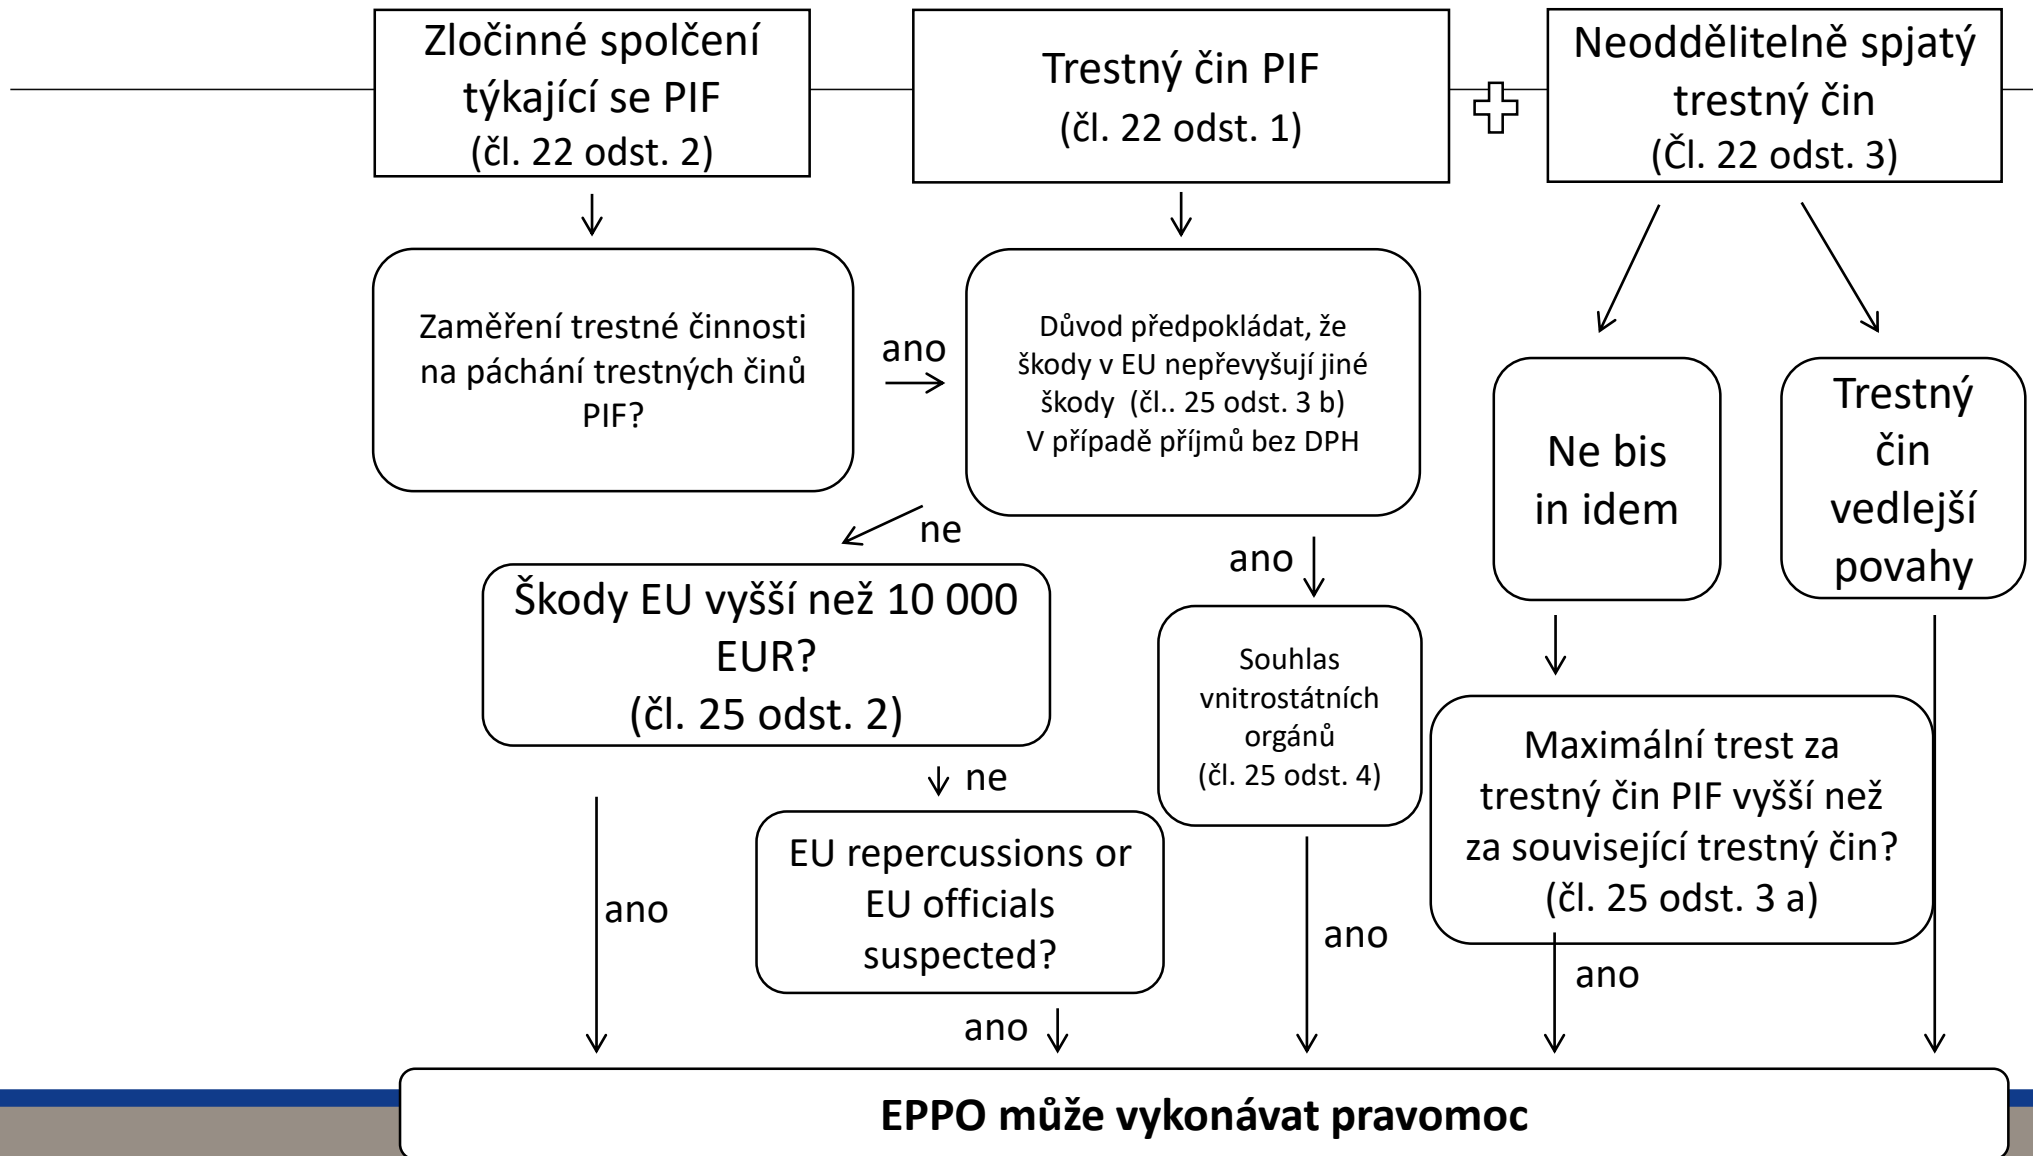 Zločinné spolčení
týkající se PIF
(čl. 22 odst. 2)
Trestný čin PIF
(čl. 22 odst. 1)
Neoddělitelně spjatý
trestný čin
(Čl. 22 odst. 3)
Zaměření trestné činnosti
na páchání trestných činů
PIF?
ano
Důvod předpokládat, že
škody v EU nepřevyšují jiné
škody (čl.. 25 odst. 3 b)
V případě příjmů bez DPH
Ne bis
in idem
Trestný
čin
vedlejší
povahy
ne
ano
Škody EU vyšší než 10 000
EUR?
(čl. 25 odst. 2)
Souhlas
vnitrostátních
orgánů
(čl. 25 odst. 4)
Maximální trest za
trestný čin PIF vyšší než
za související trestný čin?
(čl. 25 odst. 3 a)
ne
EU repercussions or
EU officials
suspected?
ano
ano
ano
ano
EPPO může vykonávat pravomoc